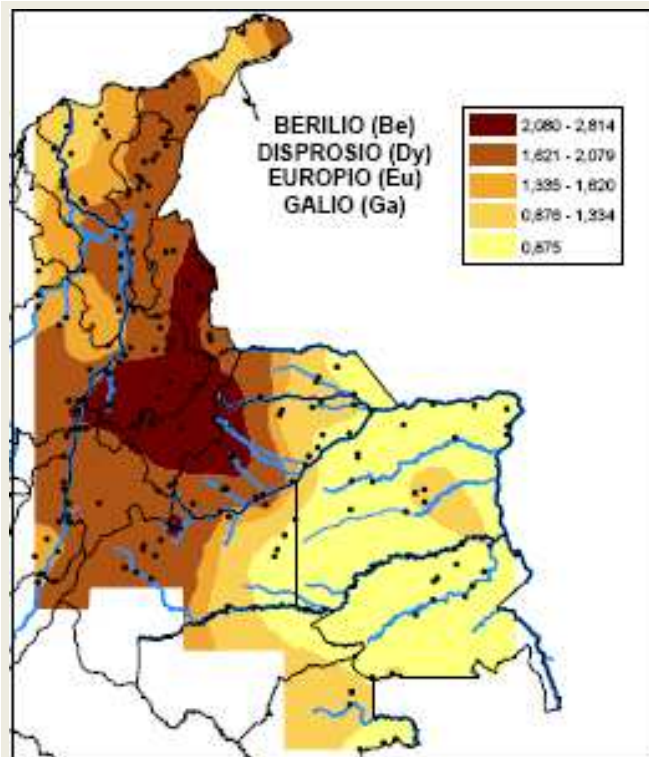 BERILIO (Be)
DISPROSIO (Dy)
EUROPIO (Eu)
GALIO (Ga)
2,080 - 2,814
1,621 - 2,079
1,335 - 1,620
0,876 - 1,334
0,875